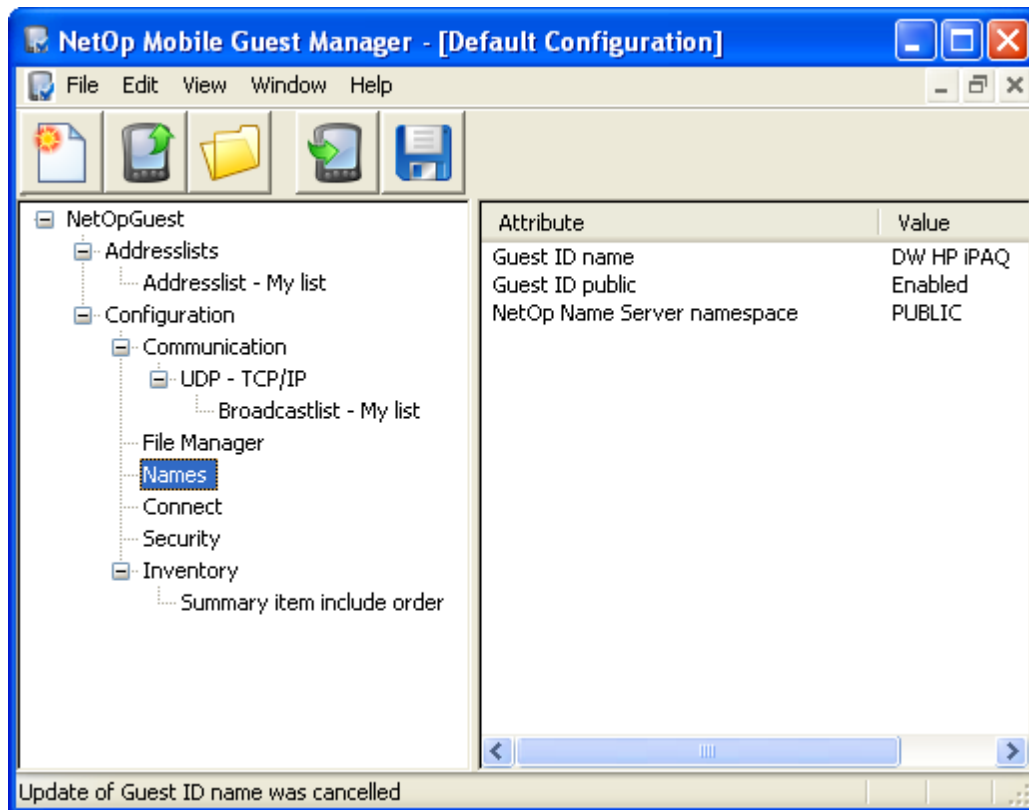 NetOp Mobile Guest Manager - [Default Configuration]
File Edit View Window Help
NetOpGuest
Addresslists
Addresslist - My list
Configuration
Communication
UDP - TCP/IP
Broadcastlist - My list
File Manager
Names
Connect
Security
Inventory
Summary item include order
Attribute Value
Guest ID name DW HP iPAQ
Guest ID public Enabled
NetOp Name Server namespace PUBLIC
Update of Guest ID name was cancelled